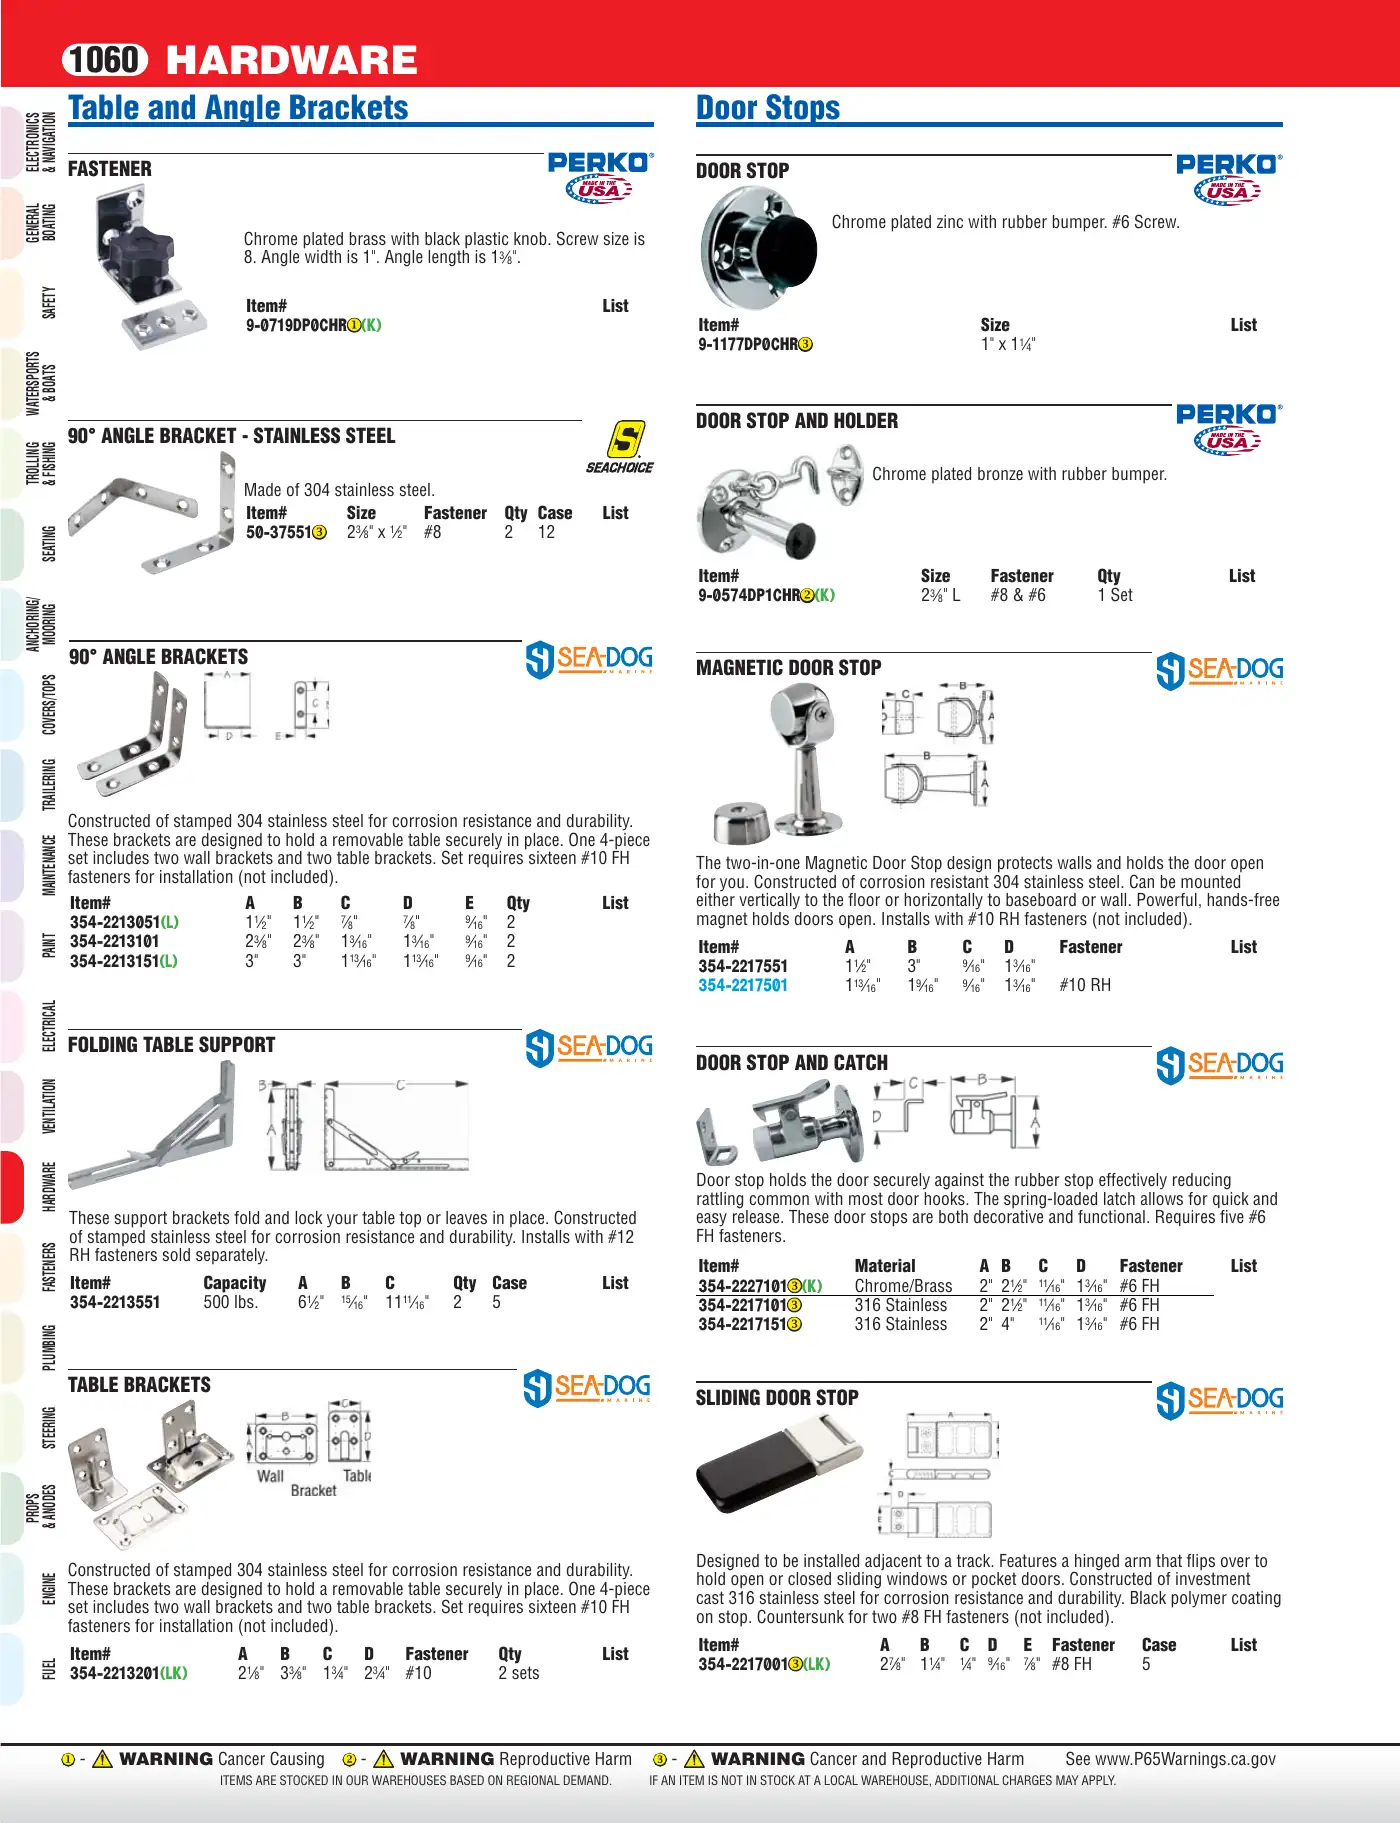 1060 HARDWARE
ELECTRONICS
& NAVIGATION
GENERAL
BOATING
SAFETY
WATERSPORTS
& BOATS
TROLLING
& FISHING
SEATING
ANCHORING/
MOORING
COVERS/TOPS
TRAILERING
MAINTENANCE
PAINT
ELECTRICAL
VENTILATION
HARDWARE
FASTENERS
PLUMBING
STEERING
PROPS
& ANODES
ENGINE
FUEL
Table and Angle Brackets
FASTENER
PERKO®
MADE IN THE
USA
Chrome plated brass with black plastic knob. Screw size is
8. Angle width is 1". Angle length is 1⅜".
Item# List
9-0719DP0CHR①(K)
90° ANGLE BRACKET - STAINLESS STEEL
S
SEACHOICE
Made of 304 stainless steel.
Item# Size Fastener Qty Case List
50-37551③ 2⅜" x ½" #8 2 12
90° ANGLE BRACKETS
SEA-DOG
MARINE
A
C
D E
Constructed of stamped 304 stainless steel for corrosion resistance and durability.
These brackets are designed to hold a removable table securely in place. One 4-piece
set includes two wall brackets and two table brackets. Set requires sixteen #10 FH
fasteners for installation (not included).
Item# A B C D E Qty List
354-2213051(L) 1½" 1½" ⅞" ⅞" 9⁄16" 2
354-2213101 2⅜" 2⅜" 13⁄16" 13⁄16" 9⁄16" 2
354-2213151(L) 3" 3" 113⁄16" 113⁄16" 9⁄16" 2
FOLDING TABLE SUPPORT
SEA-DOG
MARINE
B C
A
These support brackets fold and lock your table top or leaves in place. Constructed
of stamped stainless steel for corrosion resistance and durability. Installs with #12
RH fasteners sold separately.
Item# Capacity A B C Qty Case List
354-2213551 500 lbs. 6½" 15⁄16" 1111⁄16" 2 5
TABLE BRACKETS
SEA-DOG
MARINE
B C
A D
Wall Table
Bracket
Constructed of stamped 304 stainless steel for corrosion resistance and durability.
These brackets are designed to hold a removable table securely in place. One 4-piece
set includes two wall brackets and two table brackets. Set requires sixteen #10 FH
fasteners for installation (not included).
Item# A B C D Fastener Qty List
354-2213201(LK) 2⅛" 3⅜" 1¾" 2¾" #10 2 sets
Door Stops
DOOR STOP
PERKO®
MADE IN THE
USA
Chrome plated zinc with rubber bumper. #6 Screw.
Item# Size List
9-1177DP0CHR③ 1" x 1¼"
DOOR STOP AND HOLDER
PERKO®
MADE IN THE
USA
Chrome plated bronze with rubber bumper.
Item# Size Fastener Qty List
9-0574DP1CHR②(K) 2⅜" L #8 & #6 1 Set
MAGNETIC DOOR STOP
SEA-DOG
MARINE
C B
D A
B
A
The two-in-one Magnetic Door Stop design protects walls and holds the door open
for you. Constructed of corrosion resistant 304 stainless steel. Can be mounted
either vertically to the floor or horizontally to baseboard or wall. Powerful, hands-free
magnet holds doors open. Installs with #10 RH fasteners (not included).
Item# A B C D Fastener List
354-2217551 1½" 3" 9⁄16" 13⁄16"
354-2217501 113⁄16" 19⁄16" 9⁄16" 13⁄16" #10 RH
DOOR STOP AND CATCH
SEA-DOG
MARINE
C B
D A
Door stop holds the door securely against the rubber stop effectively reducing
rattling common with most door hooks. The spring-loaded latch allows for quick and
easy release. These door stops are both decorative and functional. Requires five #6
FH fasteners.
Item# Material A B C D Fastener List
354-2227101③(K) Chrome/Brass 2" 2½" 11⁄16" 13⁄16" #6 FH
354-2217101③ 316 Stainless 2" 2½" 11⁄16" 13⁄16" #6 FH
354-2217151③ 316 Stainless 2" 4" 11⁄16" 13⁄16" #6 FH
SLIDING DOOR STOP
SEA-DOG
MARINE
A
D
E
Designed to be installed adjacent to a track. Features a hinged arm that flips over to
hold open or closed sliding windows or pocket doors. Constructed of investment
cast 316 stainless steel for corrosion resistance and durability. Black polymer coating
on stop. Countersunk for two #8 FH fasteners (not included).
Item# A B C D E Fastener Case List
354-2217001③(LK) 2⅞" 1¼" ¼" 9⁄16" ⅞" #8 FH 5
① - ⚠ WARNING Cancer Causing ② - ⚠ WARNING Reproductive Harm ③ - ⚠ WARNING Cancer and Reproductive Harm See www.P65Warnings.ca.gov
ITEMS ARE STOCKED IN OUR WAREHOUSES BASED ON REGIONAL DEMAND. IF AN ITEM IS NOT IN STOCK AT A LOCAL WAREHOUSE, ADDITIONAL CHARGES MAY APPLY.